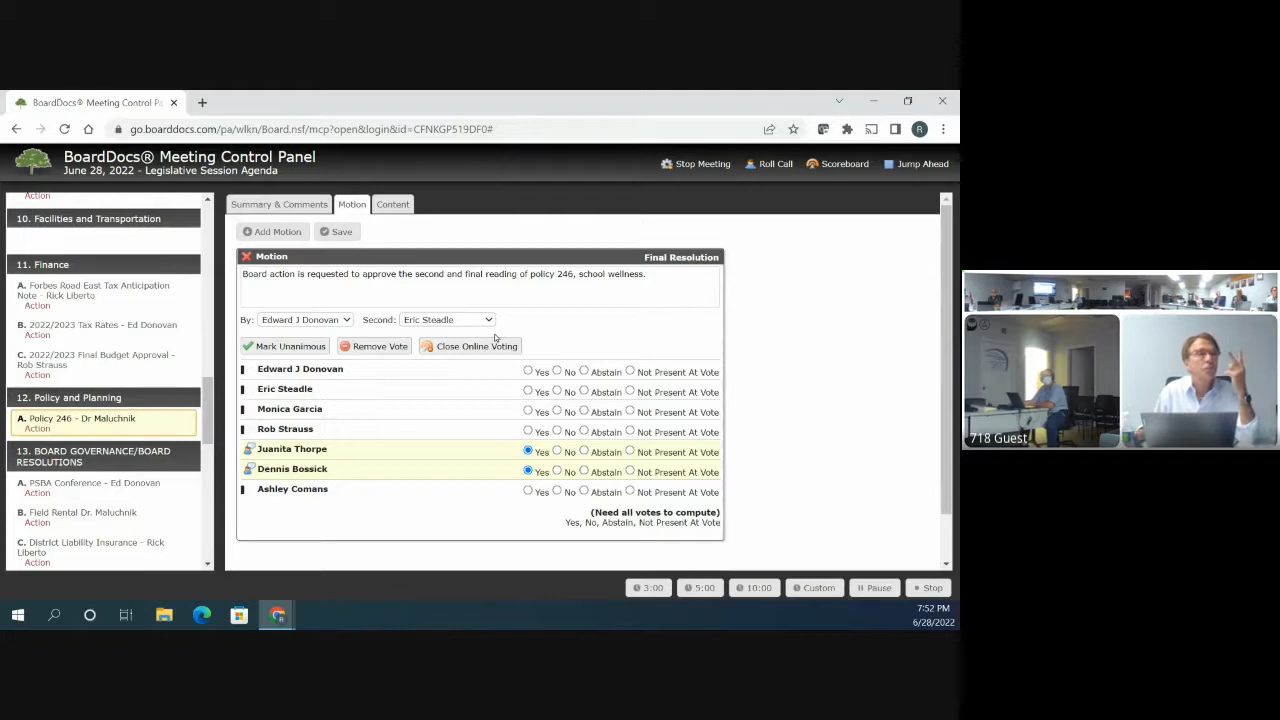 BoardDocs® Meeting Control Pa
go.boarddocs.com/pa/wlkn/Board.nsf/mcp?open&login&id=CFNKGP519DF0#
R
BoardDocs® Meeting Control Panel
June 28, 2022 - Legislative Session Agenda
Stop Meeting
Roll Call
Scoreboard
Jump Ahead
Action
10. Facilities and Transportation
11. Finance
A. Forbes Road East Tax Anticipation
Note - Rick Liberto
Action
B. 2022/2023 Tax Rates - Ed Donovan
Action
C. 2022/2023 Final Budget Approval -
Rob Strauss
Action
12. Policy and Planning
A. Policy 246 - Dr Maluchnik
Action
13. BOARD GOVERNANCE/BOARD
RESOLUTIONS
A. PSBA Conference - Ed Donovan
Action
B. Field Rental Dr. Maluchnik
Action
C. District Liability Insurance - Rick
Liberto
Action
Summary & Comments
Motion
Content
Add Motion
Save
Motion Final Resolution
Board action is requested to approve the second and final reading of policy 246, school wellness.
By: Edward J Donovan Second: Eric Steadle
Mark Unanimous
Remove Vote
Close Online Voting
Edward J Donovan Yes No Abstain Not Present At Vote
Eric Steadle Yes No Abstain Not Present At Vote
Monica Garcia Yes No Abstain Not Present At Vote
Rob Strauss Yes No Abstain Not Present At Vote
Juanita Thorpe Yes No Abstain Not Present At Vote
Dennis Bossick Yes No Abstain Not Present At Vote
Ashley Comans Yes No Abstain Not Present At Vote
(Need all votes to compute)
Yes, No, Abstain, Not Present At Vote
3:00
5:00
10:00
Custom
Pause
Stop
7:52 PM
6/28/2022
718 Guest